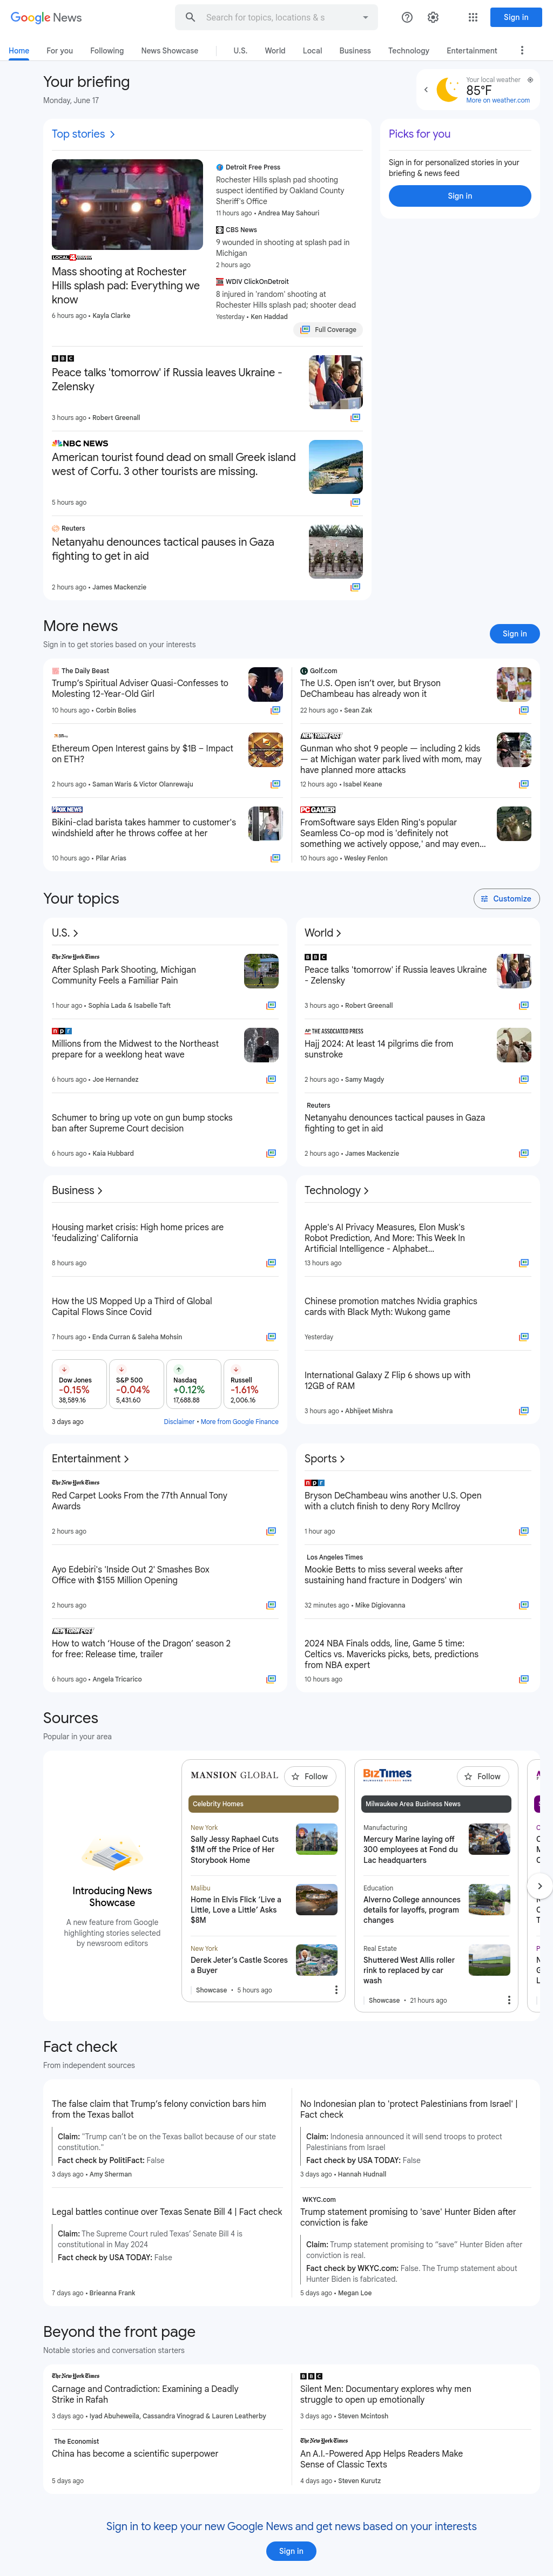 Google News
Search for topics, locations & s
Sign in
Home For you Following News Showcase U.S. World Local Business Technology Entertainment
Your briefing
Monday, June 17
Your local weather
85°F
More on weather.com
Top stories
LOCAL 4
Mass shooting at Rochester
Hills splash pad: Everything we
know
6 hours ago • Kayla Clarke
Detroit Free Press
Rochester Hills splash pad shooting
suspect identified by Oakland County
Sheriff's Office
11 hours ago • Andrea May Sahouri
CBS News
9 wounded in shooting at splash pad in
Michigan
2 hours ago
WDIV ClickOnDetroit
8 injured in 'random' shooting at
Rochester Hills splash pad; shooter dead
Yesterday • Ken Haddad
Full Coverage
Picks for you
Sign in for personalized stories in your
briefing & news feed
Sign in
BBC
Peace talks 'tomorrow' if Russia leaves Ukraine -
Zelensky
3 hours ago • Robert Greenall
NBC NEWS
American tourist found dead on small Greek island
west of Corfu. 3 other tourists are missing.
5 hours ago
Reuters
Netanyahu denounces tactical pauses in Gaza
fighting to get in aid
2 hours ago • James Mackenzie
More news
Sign in to get stories based on your interests
Sign in
The Daily Beast
Trump's Spiritual Adviser Quasi-Confesses to
Molesting 12-Year-Old Girl
10 hours ago • Corbin Bolies
Golf.com
The U.S. Open isn't over, but Bryson
DeChambeau has already won it
22 hours ago • Sean Zak
Ethereum Open Interest gains by $1B – Impact
on ETH?
2 hours ago • Saman Waris & Victor Olanrewaju
NEW YORK POST
Gunman who shot 9 people — including 2 kids
— at Michigan water park lived with mom, may
have planned more attacks
12 hours ago • Isabel Keane
FOX NEWS
Bikini-clad barista takes hammer to customer's
windshield after he throws coffee at her
10 hours ago • Pilar Arias
PC GAMER
FromSoftware says Elden Ring's popular
Seamless Co-op mod is 'definitely not
something we actively oppose,' and may even...
10 hours ago • Wesley Fenlon
Your topics
Customize
U.S.
The New York Times
After Splash Park Shooting, Michigan
Community Feels a Familiar Pain
1 hour ago • Sophia Lada & Isabelle Taft
npr
Millions from the Midwest to the Northeast
prepare for a weeklong heat wave
6 hours ago • Joe Hernandez
Schumer to bring up vote on gun bump stocks
ban after Supreme Court decision
6 hours ago • Kaia Hubbard
World
BBC
Peace talks 'tomorrow' if Russia leaves Ukraine
- Zelensky
3 hours ago • Robert Greenall
AP THE ASSOCIATED PRESS
Hajj 2024: At least 14 pilgrims die from
sunstroke
2 hours ago • Samy Magdy
Reuters
Netanyahu denounces tactical pauses in Gaza
fighting to get in aid
2 hours ago • James Mackenzie
Business
Housing market crisis: High home prices are
'feudalizing' California
8 hours ago
How the US Mopped Up a Third of Global
Capital Flows Since Covid
7 hours ago • Enda Curran & Saleha Mohsin
Dow Jones S&P 500 Nasdaq Russell
-0.15% -0.04% +0.12% -1.61%
38,589.16 5,431.60 17,688.88 2,006.16
3 days ago Disclaimer • More from Google Finance
Technology
Apple's AI Privacy Measures, Elon Musk's
Robot Prediction, And More: This Week In
Artificial Intelligence - Alphabet...
13 hours ago
Chinese promotion matches Nvidia graphics
cards with Black Myth: Wukong game
Yesterday
International Galaxy Z Flip 6 shows up with
12GB of RAM
3 hours ago • Abhijeet Mishra
Entertainment
The New York Times
Red Carpet Looks From the 77th Annual Tony
Awards
2 hours ago
Ayo Edebiri's 'Inside Out 2' Smashes Box
Office with $155 Million Opening
2 hours ago
NEW YORK POST
How to watch 'House of the Dragon' season 2
for free: Release time, trailer
6 hours ago • Angela Tricarico
Sports
npr
Bryson DeChambeau wins another U.S. Open
with a clutch finish to deny Rory McIlroy
1 hour ago
Los Angeles Times
Mookie Betts to miss several weeks after
sustaining hand fracture in Dodgers' win
32 minutes ago • Mike Digiovanna
2024 NBA Finals odds, line, Game 5 time:
Celtics vs. Mavericks picks, bets, predictions
from NBA expert
10 hours ago
Sources
Popular in your area
Introducing News
Showcase
A new feature from Google
highlighting stories selected
by newsroom editors
MANSION GLOBAL
Follow
Celebrity Homes
New York
Sally Jessy Raphael Cuts
$1M off the Price of Her
Storybook Home
Malibu
Home in Elvis Flick 'Live a
Little, Love a Little' Asks
$8M
New York
Derek Jeter's Castle Scores
a Buyer
Showcase • 5 hours ago
BizTimes
Follow
Milwaukee Area Business News
Manufacturing
Mercury Marine laying off
300 employees at Fond du
Lac headquarters
Education
Alverno College announces
details for layoffs, program
changes
Real Estate
Shuttered West Allis roller
rink to replaced by car
wash
Showcase • 21 hours ago
Fact check
From independent sources
The false claim that Trump's felony conviction bars him
from the Texas ballot
Claim: "Trump can't be on the Texas ballot because of our state
constitution."
Fact check by PolitiFact: False
3 days ago • Amy Sherman
No Indonesian plan to 'protect Palestinians from Israel' |
Fact check
Claim: Indonesia announced it will send troops to protect
Palestinians from Israel
Fact check by USA TODAY: False
3 days ago • Hannah Hudnall
Legal battles continue over Texas Senate Bill 4 | Fact check
Claim: The Supreme Court ruled Texas' Senate Bill 4 is
constitutional in May 2024
Fact check by USA TODAY: False
7 days ago • Brieanna Frank
WKYC.com
Trump statement promising to 'save' Hunter Biden after
conviction is fake
Claim: Trump statement promising to "save" Hunter Biden after
conviction is real.
Fact check by WKYC.com: False. The Trump statement about
Hunter Biden is fabricated.
5 days ago • Megan Loe
Beyond the front page
Notable stories and conversation starters
The New York Times
Carnage and Contradiction: Examining a Deadly
Strike in Rafah
3 days ago • Iyad Abuheweila, Cassandra Vinograd & Lauren Leatherby
BBC
Silent Men: Documentary explores why men
struggle to open up emotionally
3 days ago • Steven Mcintosh
The Economist
China has become a scientific superpower
5 days ago
The New York Times
An A.I.-Powered App Helps Readers Make
Sense of Classic Texts
4 days ago • Steven Kurutz
Sign in to keep your new Google News and get news based on your interests
Sign in